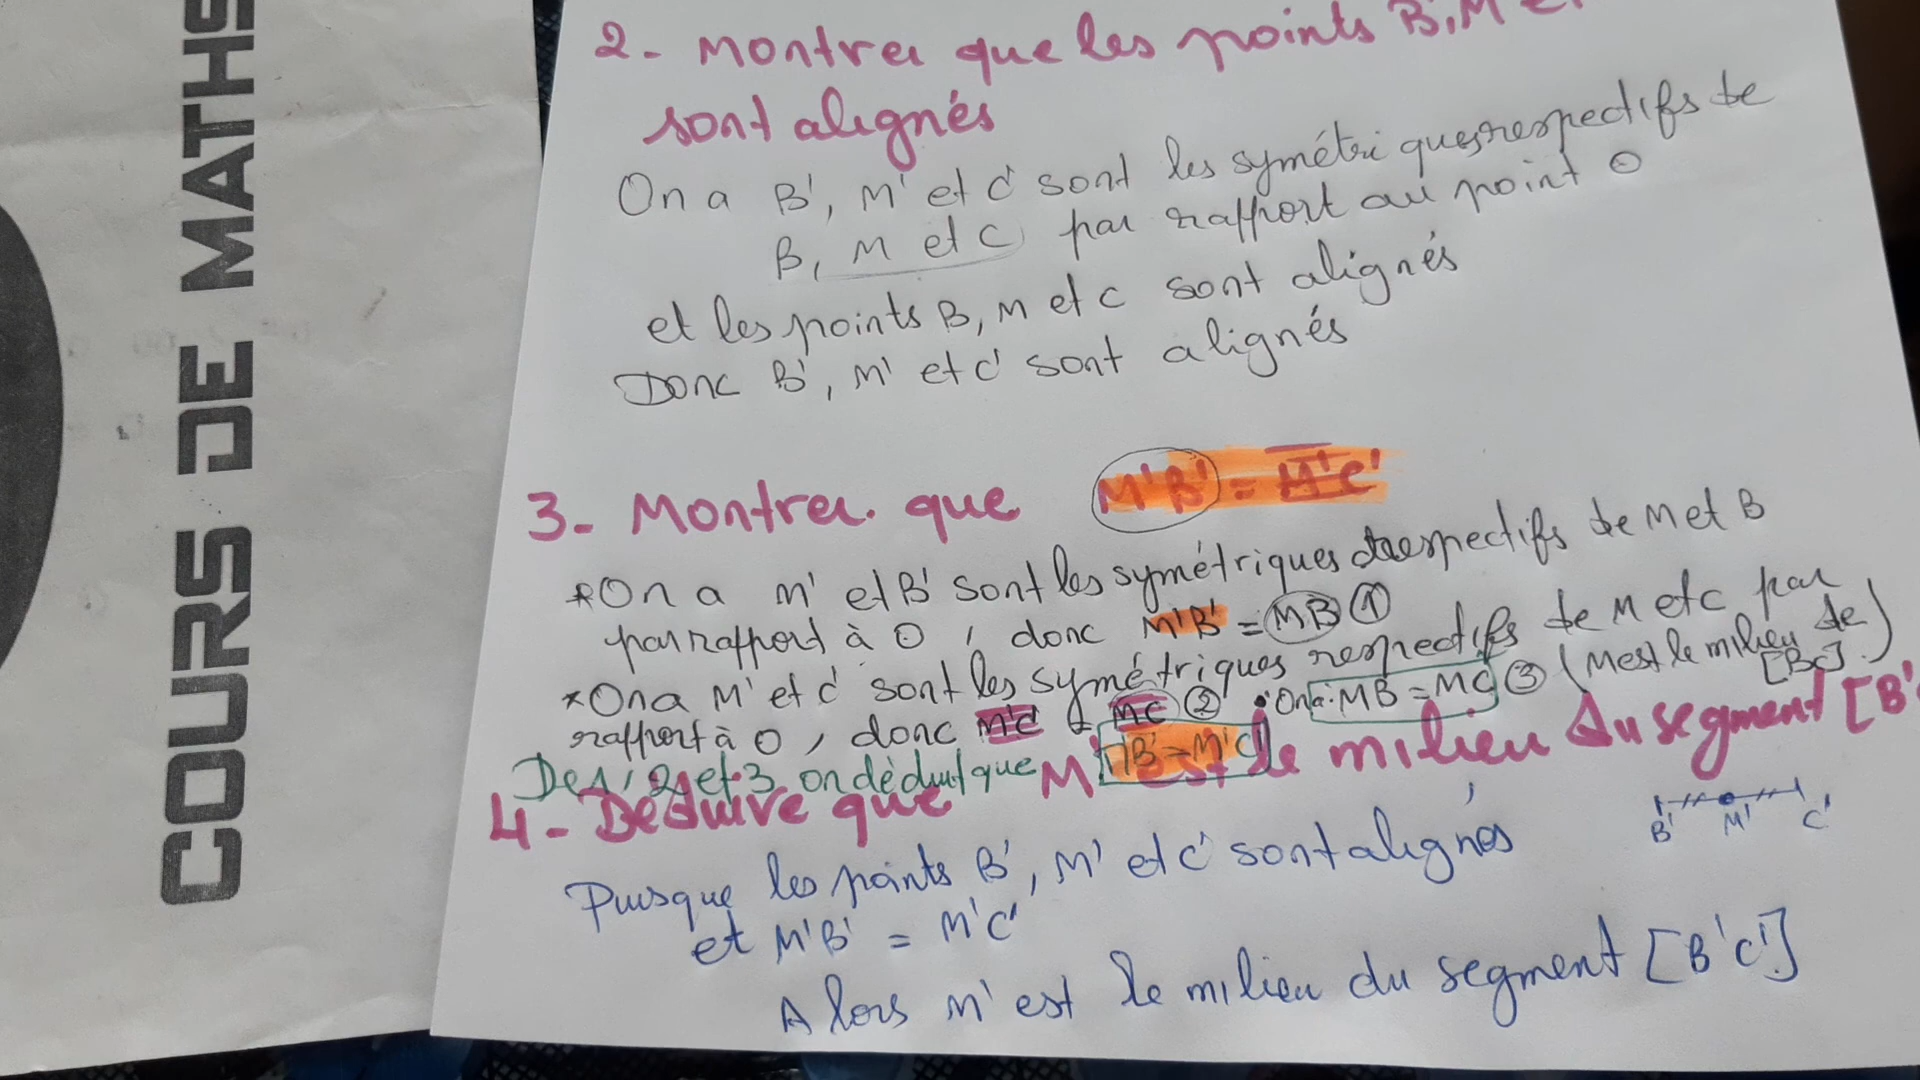 COURS DE MATHS
2- Montrer que les points B', M'
sont alignés
On a B', M' et C' sont les symétriques respectifs de
B, M et C par rapport au point O
et les points B, M et C sont alignés
Donc B', M' et C' sont alignés
3- Montrer que M'B' = M'C'
*On a M' et B' sont les symétriques respectifs de M et B
par rapport à O, donc M'B' = MB ①
*On a M' et C' sont les symétriques respectifs de M et C par
rapport à O, donc M'C' = MC ② • On a: MB = MC ③ (M est le milieu de [BC].)
De 1, 2 et 3 on déduit que M'B' = M'C'
4- Déduire que M' est le milieu du segment [B'
B' M' C'
Puisque les points B', M' et C' sont alignés
et M'B' = M'C'
Alors M' est le milieu du segment [B'C']